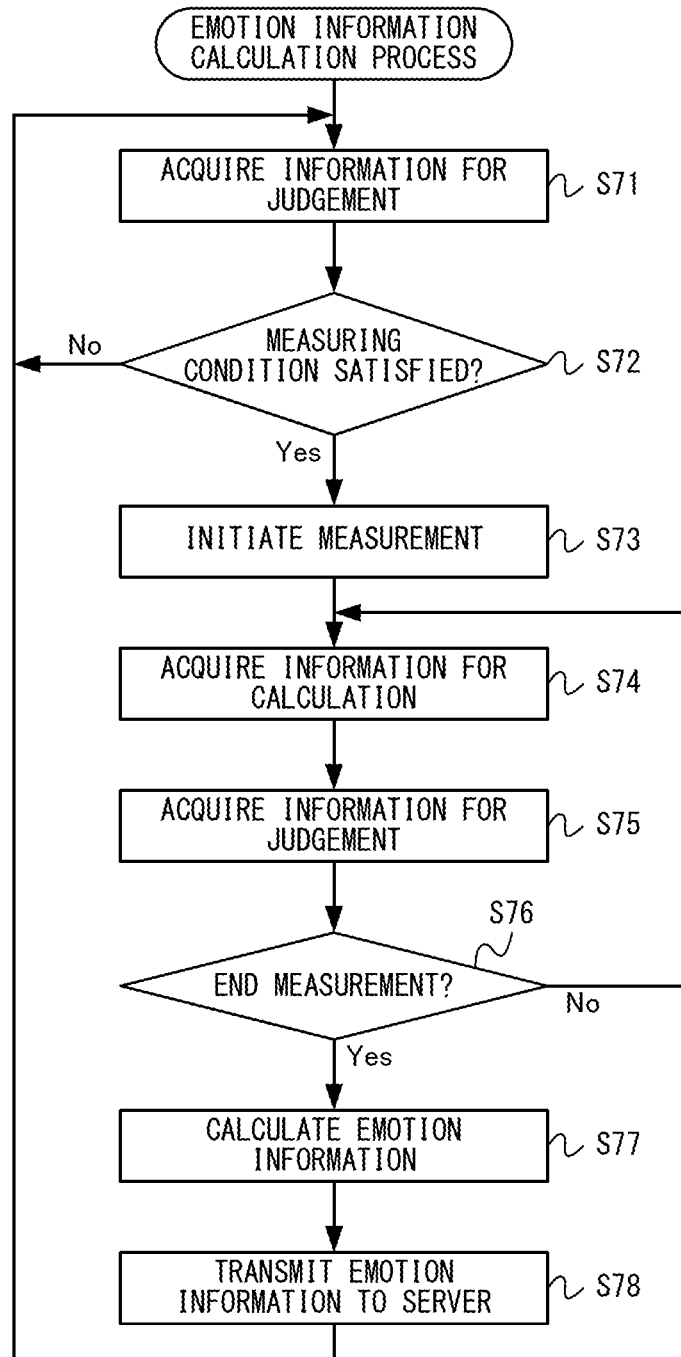 EMOTION INFORMATION
CALCULATION PROCESS
ACQUIRE INFORMATION FOR
JUDGEMENT
S71
No
MEASURING
CONDITION SATISFIED?
S72
Yes
INITIATE MEASUREMENT
S73
ACQUIRE INFORMATION FOR
CALCULATION
S74
ACQUIRE INFORMATION FOR
JUDGEMENT
S75
S76
END MEASUREMENT?
No
Yes
CALCULATE EMOTION
INFORMATION
S77
TRANSMIT EMOTION
INFORMATION TO SERVER
S78